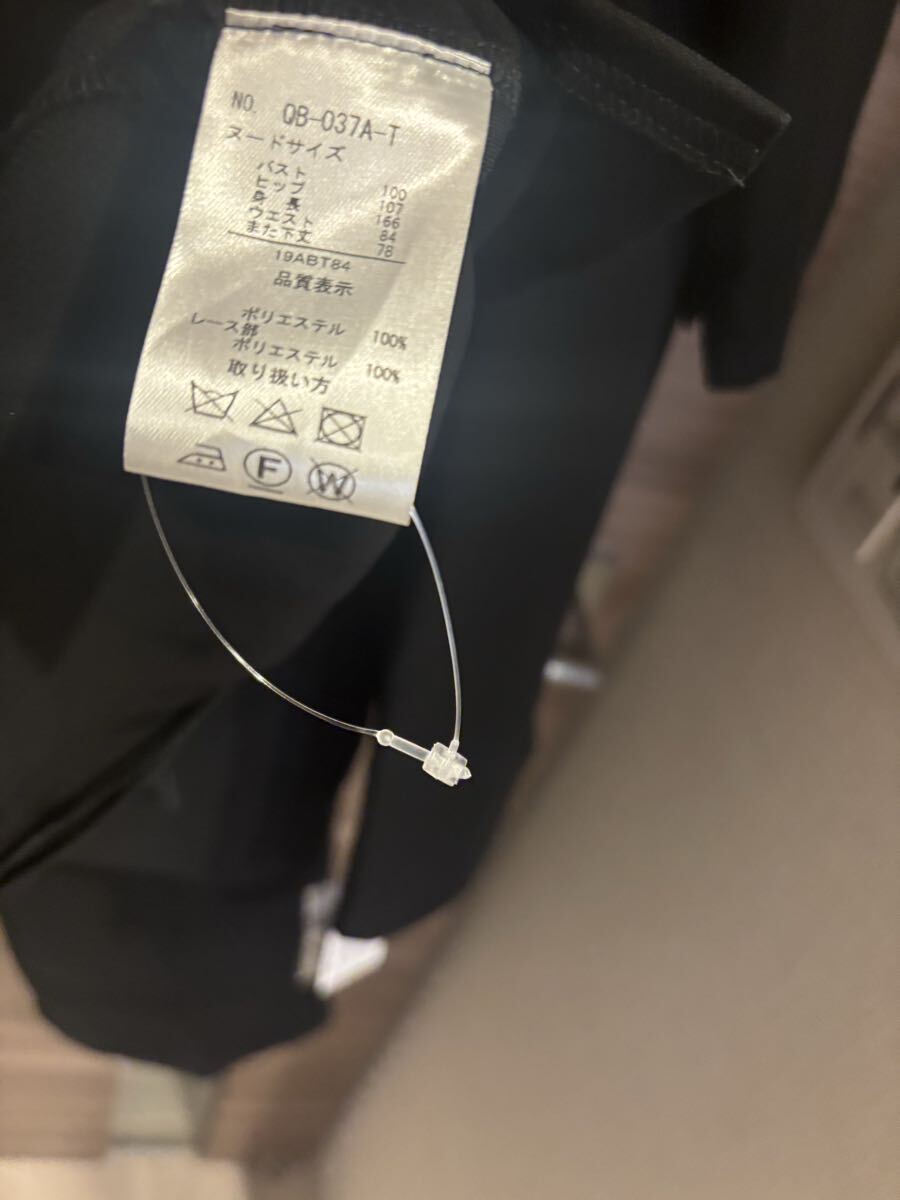 NO. QB-037A-T
ヌードサイズ
バスト 100
ヒップ 107
身 長 166
ウエスト 84
また下丈 78
19ABT84
品質表示
ポリエステル 100%
レース部
ポリエステル 100%
取り扱い方
F W